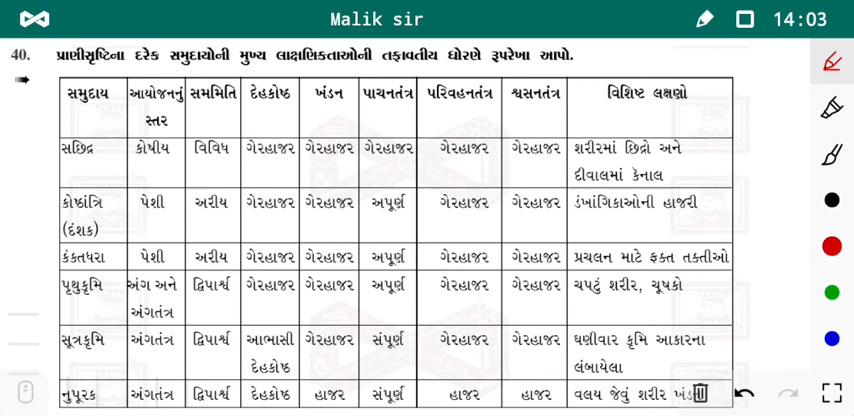 Malik sir
14:03
40. પ્રાણીસૃષ્ટિના દરેક સમુદાયોની મુખ્ય લાક્ષણિકતાઓની તફાવતીય ધોરણે રૂપરેખા આપો.
સમુદાય આયોજનનું સ્તર સમમિતિ દેહકોષ્ઠ ખંડન પાચનતંત્ર પરિવહનતંત્ર શ્વસનતંત્ર વિશિષ્ટ લક્ષણો
સછિદ્ર કોષીય વિવિધ ગેરહાજર ગેરહાજર ગેરહાજર ગેરહાજર ગેરહાજર શરીરમાં છિદ્રો અને
દીવાલમાં કેનાલ
કોષ્ઠાંત્રિ પેશી અરીય ગેરહાજર ગેરહાજર અપૂર્ણ ગેરહાજર ગેરહાજર ડંખાંગિકાઓની હાજરી
(દંશક)
કંકતધરા પેશી અરીય ગેરહાજર ગેરહાજર અપૂર્ણ ગેરહાજર ગેરહાજર પ્રચલન માટે ફક્ત તક્તીઓ
પૃથુકૃમિ અંગ અને દ્વિપાર્શ્વ ગેરહાજર ગેરહાજર અપૂર્ણ ગેરહાજર ગેરહાજર ચપટું શરીર, ચૂષકો
અંગતંત્ર
સૂત્રકૃમિ અંગતંત્ર દ્વિપાર્શ્વ આભાસી ગેરહાજર સંપૂર્ણ ગેરહાજર ગેરહાજર ઘણીવાર કૃમિ આકારના
દેહકોષ્ઠ લંબાયેલા
નુપૂરક અંગતંત્ર દ્વિપાર્શ્વ દેહકોષ્ઠ હાજર સંપૂર્ણ હાજર હાજર વલય જેવું શરીર